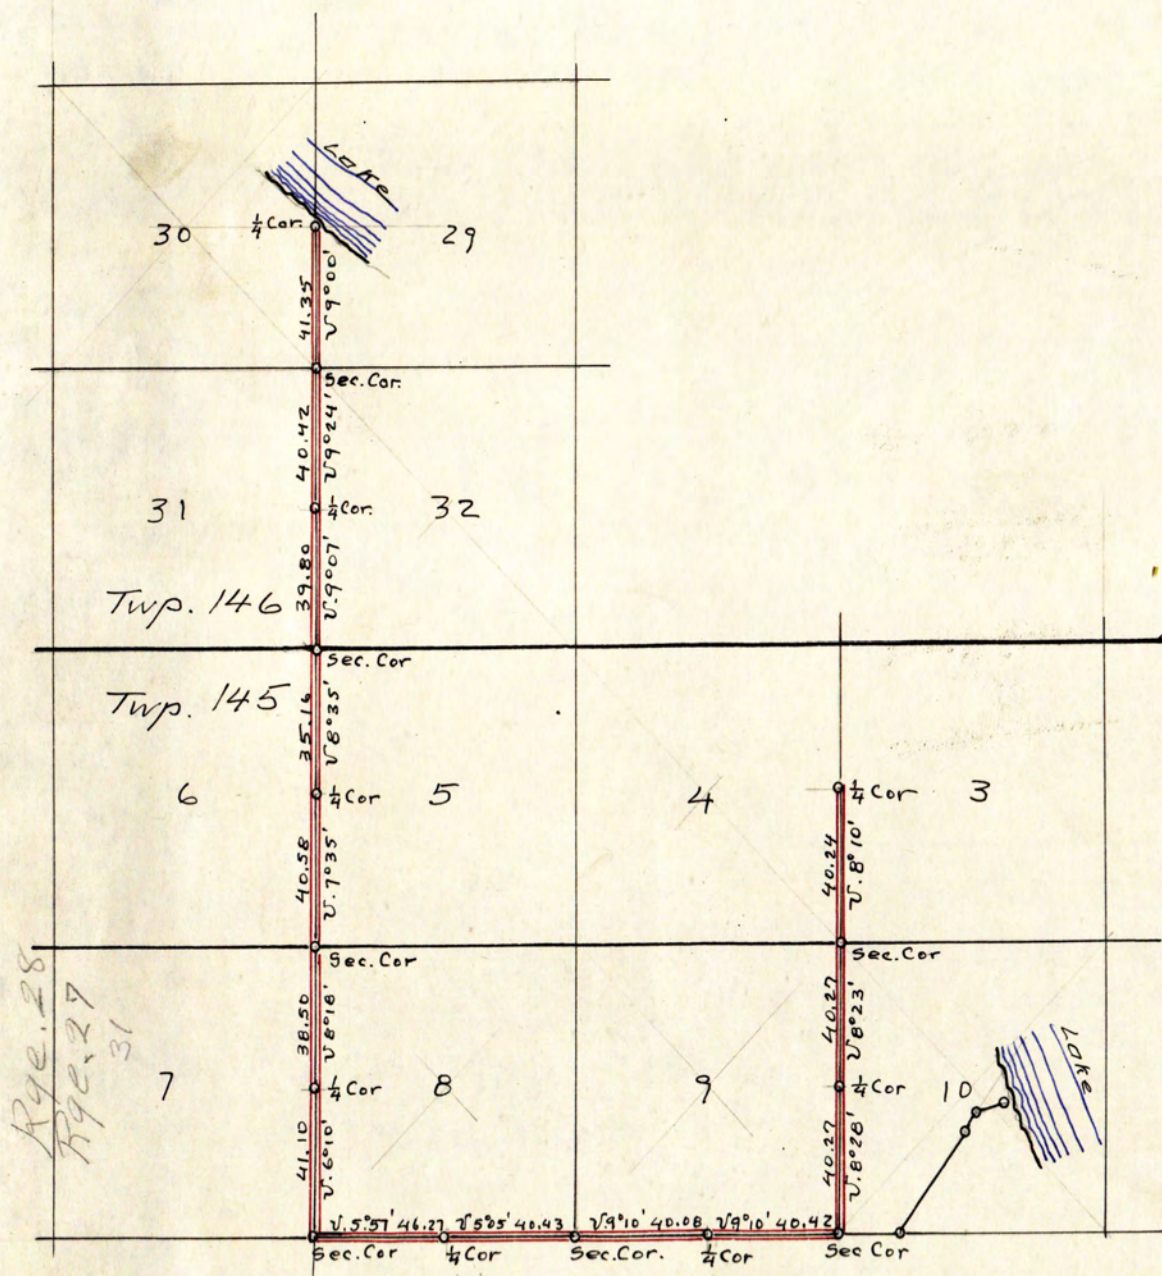 Lake
30
¼ Cor.
29
41.35
V 9°00'
Sec. Cor.
40.42
V 9°24'
31
¼ Cor.
32
39.80
V. 9°07'
Twp. 146
Sec. Cor
Twp. 145
35.16
V 8°35'
6
¼ Cor
5
4
¼ Cor
3
40.58
V. 7°35'
40.24
V. 8°10'
Sec. Cor
Sec. Cor
Rge. 28
Rge. 27
31
38.50
V 8°18'
40.27
V 8°23'
Lake
7
¼ Cor
8
9
¼ Cor
10
41.10
V. 6°10'
40.27
V. 8°28'
V. 5°57' 46.27 V 5°05' 40.43 V 9°10' 40.08 V 9°10' 40.42
Sec. Cor ¼ Cor Sec. Cor. ¼ Cor Sec Cor